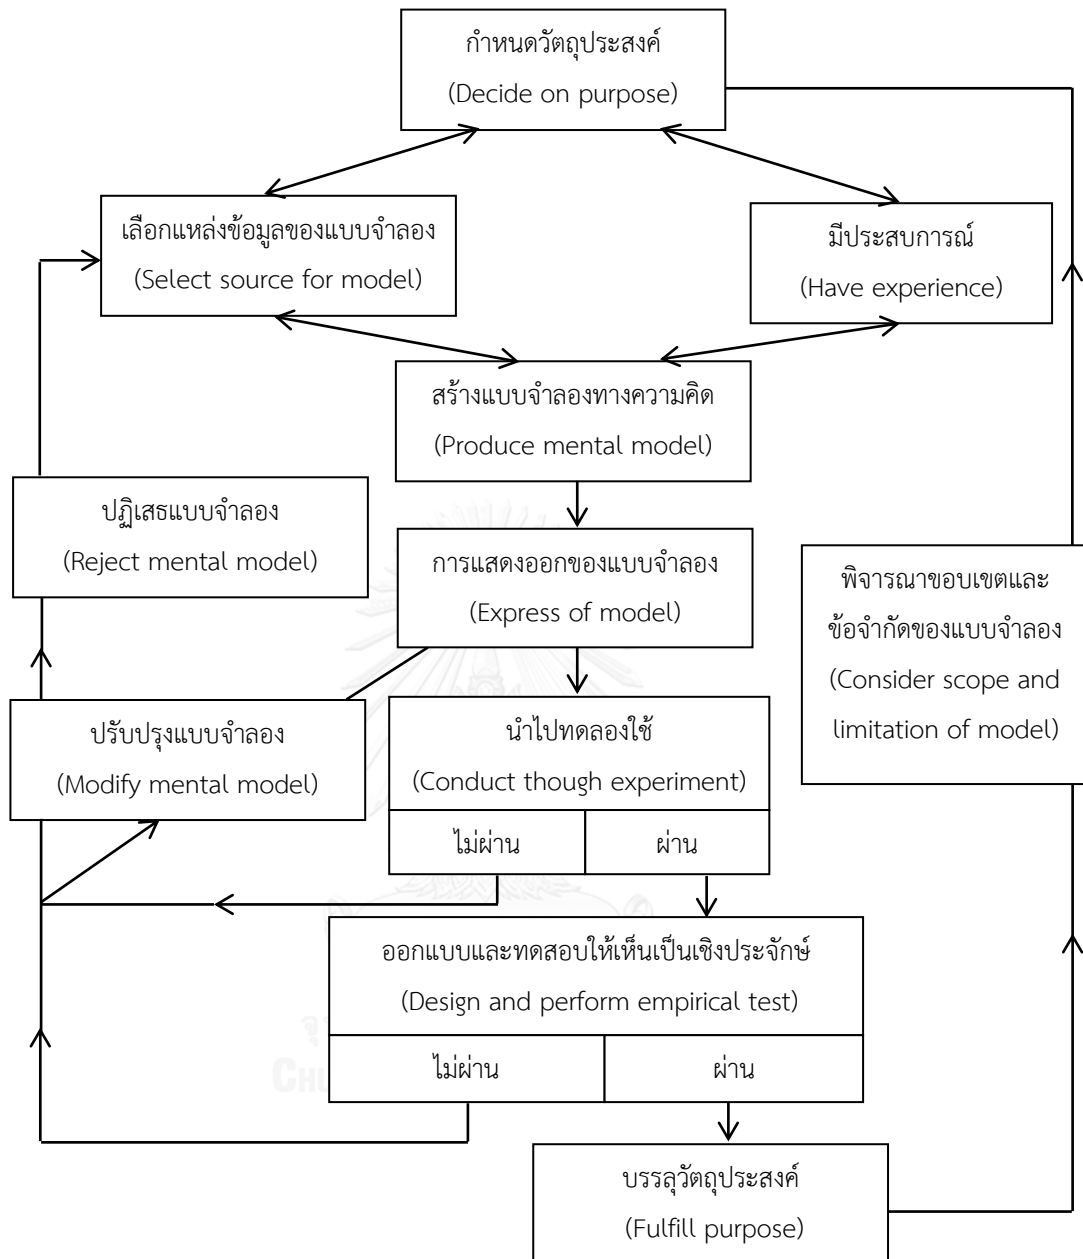 กำหนดวัตถุประสงค์
(Decide on purpose)
เลือกแหล่งข้อมูลของแบบจำลอง
(Select source for model)
มีประสบการณ์
(Have experience)
สร้างแบบจำลองทางความคิด
(Produce mental model)
ปฏิเสธแบบจำลอง
(Reject mental model)
การแสดงออกของแบบจำลอง
(Express of model)
พิจารณาขอบเขตและ
ข้อจำกัดของแบบจำลอง
(Consider scope and
limitation of model)
ปรับปรุงแบบจำลอง
(Modify mental model)
นำไปทดลองใช้
(Conduct though experiment)
ไม่ผ่าน
ผ่าน
ออกแบบและทดสอบให้เห็นเป็นเชิงประจักษ์
(Design and perform empirical test)
ไม่ผ่าน
ผ่าน
บรรลุวัตถุประสงค์
(Fulfill purpose)